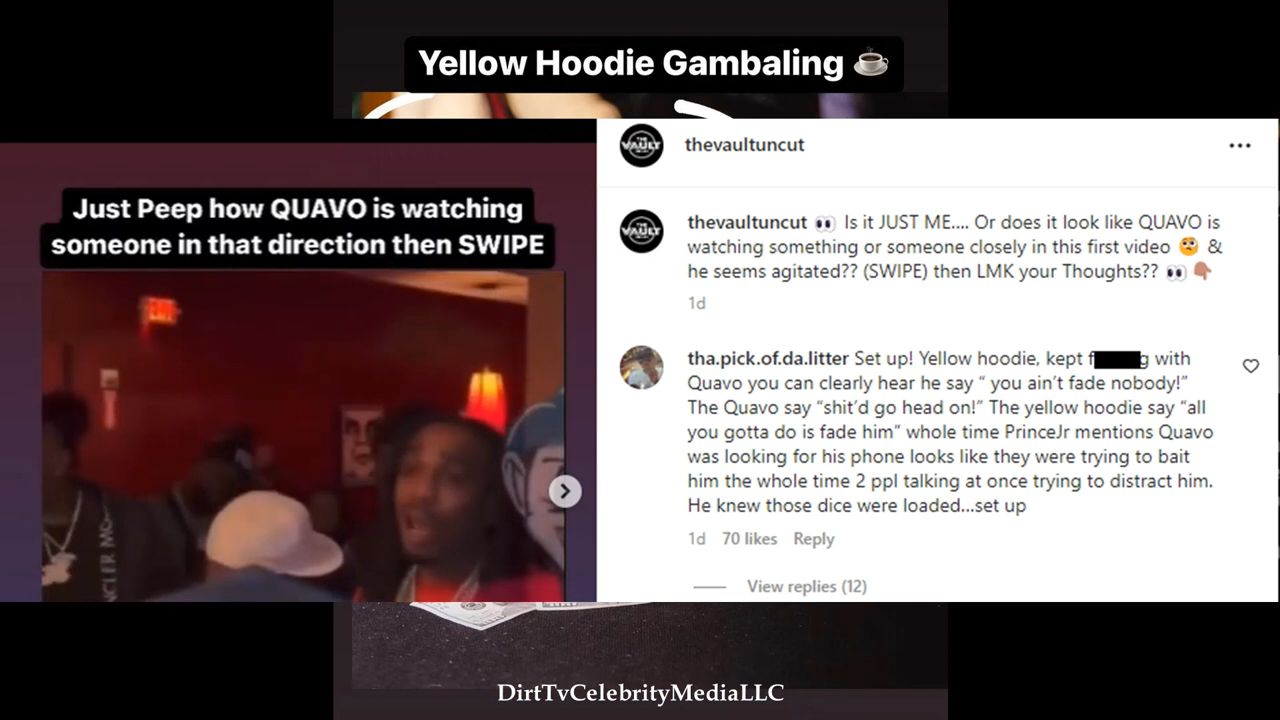 Yellow Hoodie Gambaling ☕
Just Peep how QUAVO is watching
someone in that direction then SWIPE
NCLER MC
THE
VAULT
thevaultuncut
THE
VAULT
thevaultuncut 👀 Is it JUST ME.... Or does it look like QUAVO is
watching something or someone closely in this first video 🥺 &
he seems agitated?? (SWIPE) then LMK your Thoughts?? 👀 👇🏽
1d
tha.pick.of.da.litter Set up! Yellow hoodie, kept f g with
Quavo you can clearly hear he say “ you ain’t fade nobody!”
The Quavo say “shit’d go head on!” The yellow hoodie say “all
you gotta do is fade him” whole time PrinceJr mentions Quavo
was looking for his phone looks like they were trying to bait
him the whole time 2 ppl talking at once trying to distract him.
He knew those dice were loaded...set up
1d 70 likes Reply
View replies (12)
DirtTvCelebrityMediaLLC